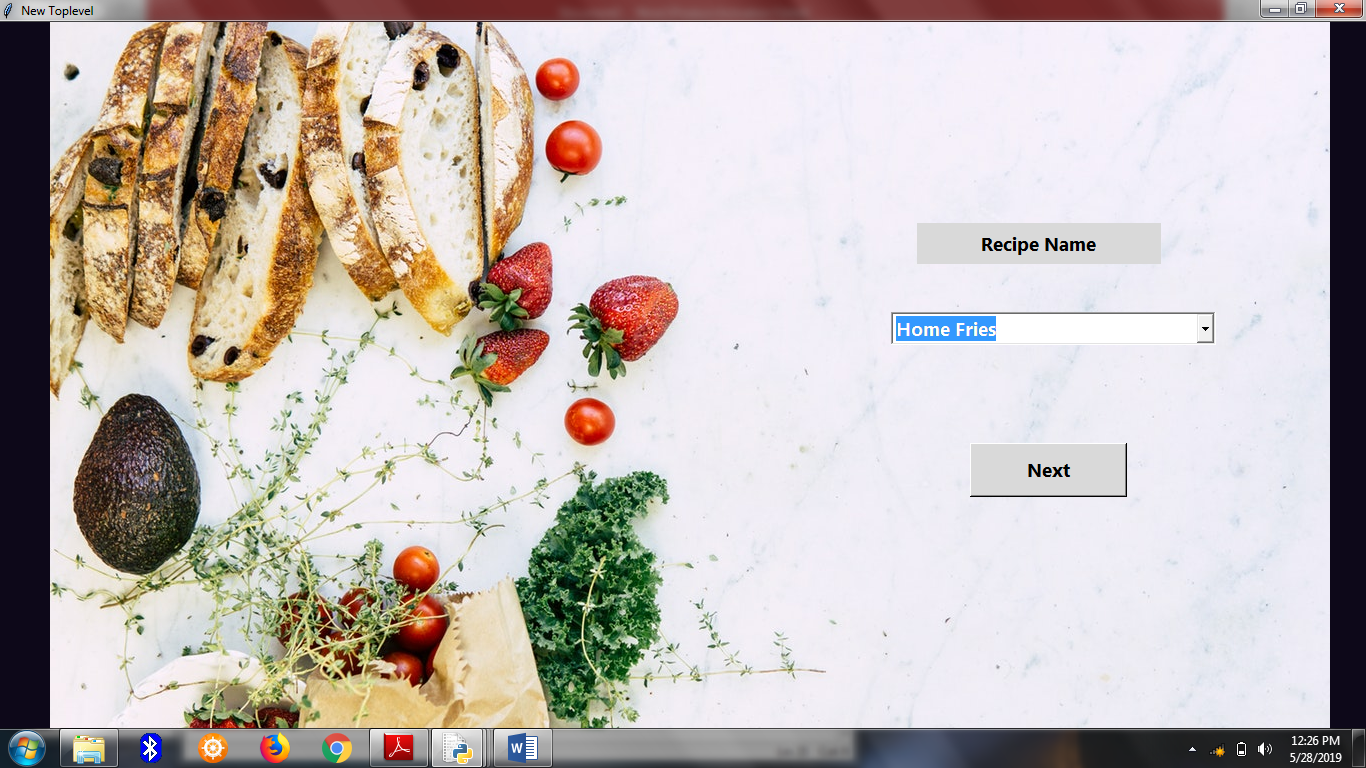 New Toplevel
Recipe Name
Home Fries
Next
12:26 PM
5/28/2019